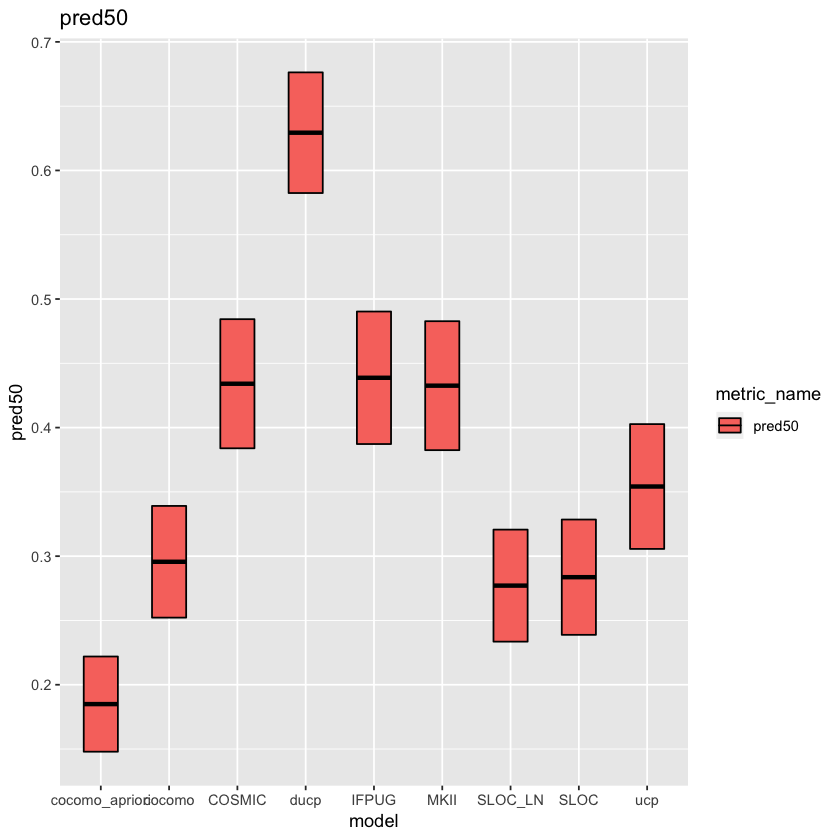 pred50
0.7
0.6
0.5
0.4
0.3
0.2
pred50
cocomo_apriori cocomo COSMIC ducp IFPUG MKII SLOC_LN SLOC ucp
model
metric_name
pred50